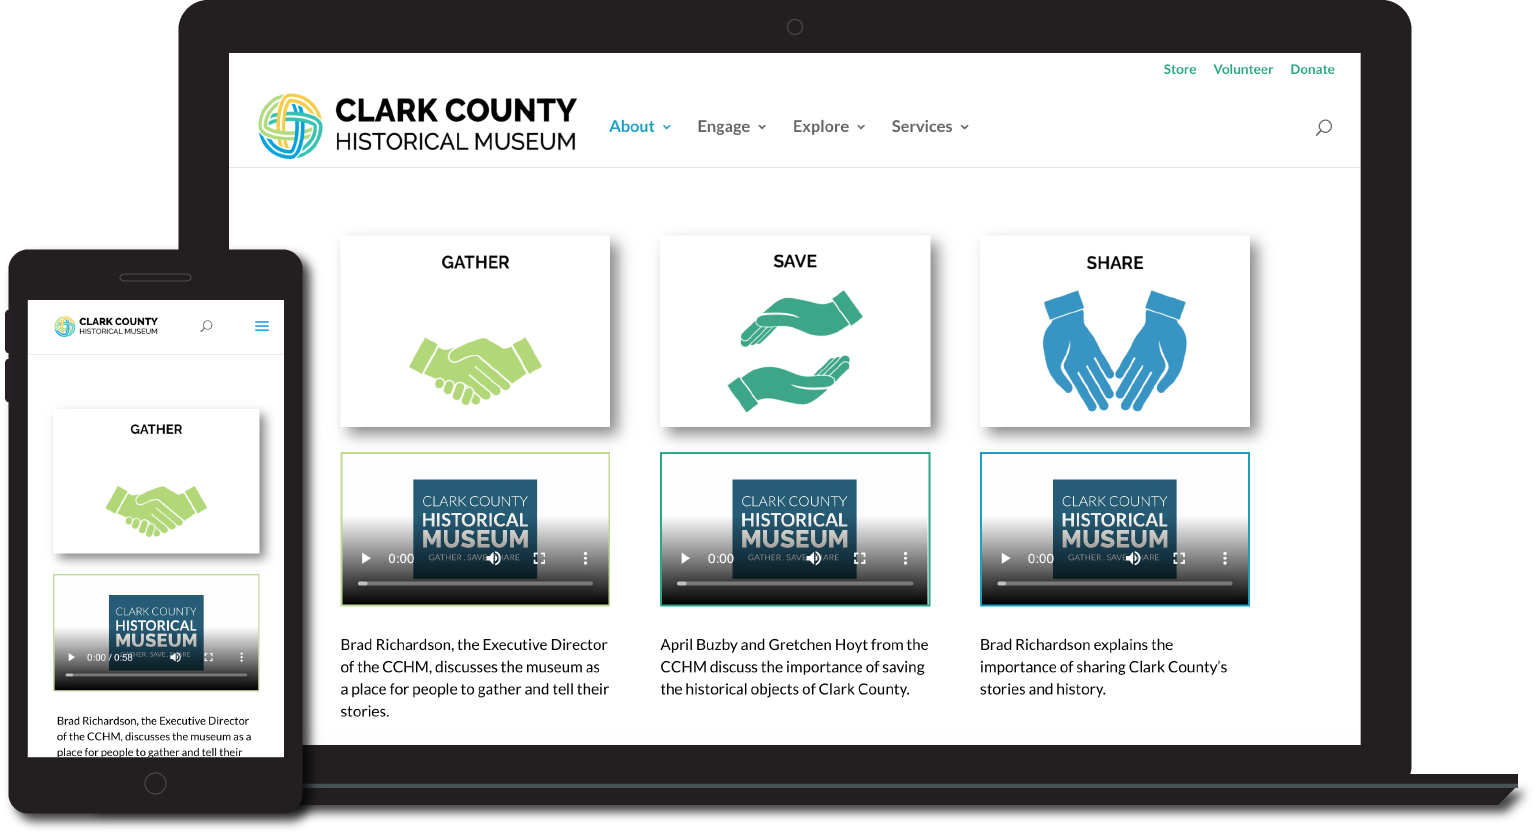 Store Volunteer Donate
CLARK COUNTY
HISTORICAL MUSEUM
About Engage Explore Services
GATHER
SAVE
SHARE
CLARK COUNTY
HISTORICAL
MUSEUM
GATHER . SAVE . SHARE
0:00
CLARK COUNTY
HISTORICAL
MUSEUM
GATHER . SAVE . SHARE
0:00
CLARK COUNTY
HISTORICAL
MUSEUM
GATHER . SAVE . SHARE
0:00
Brad Richardson, the Executive Director
of the CCHM, discusses the museum as
a place for people to gather and tell their
stories.
April Buzby and Gretchen Hoyt from the
CCHM discuss the importance of saving
the historical objects of Clark County.
Brad Richardson explains the
importance of sharing Clark County's
stories and history.
CLARK COUNTY
HISTORICAL MUSEUM
GATHER
CLARK COUNTY
HISTORICAL
MUSEUM
GATHER . SAVE . SHARE
0:00 / 0:58
Brad Richardson, the Executive Director
of the CCHM, discusses the museum as a
place for people to gather and tell their